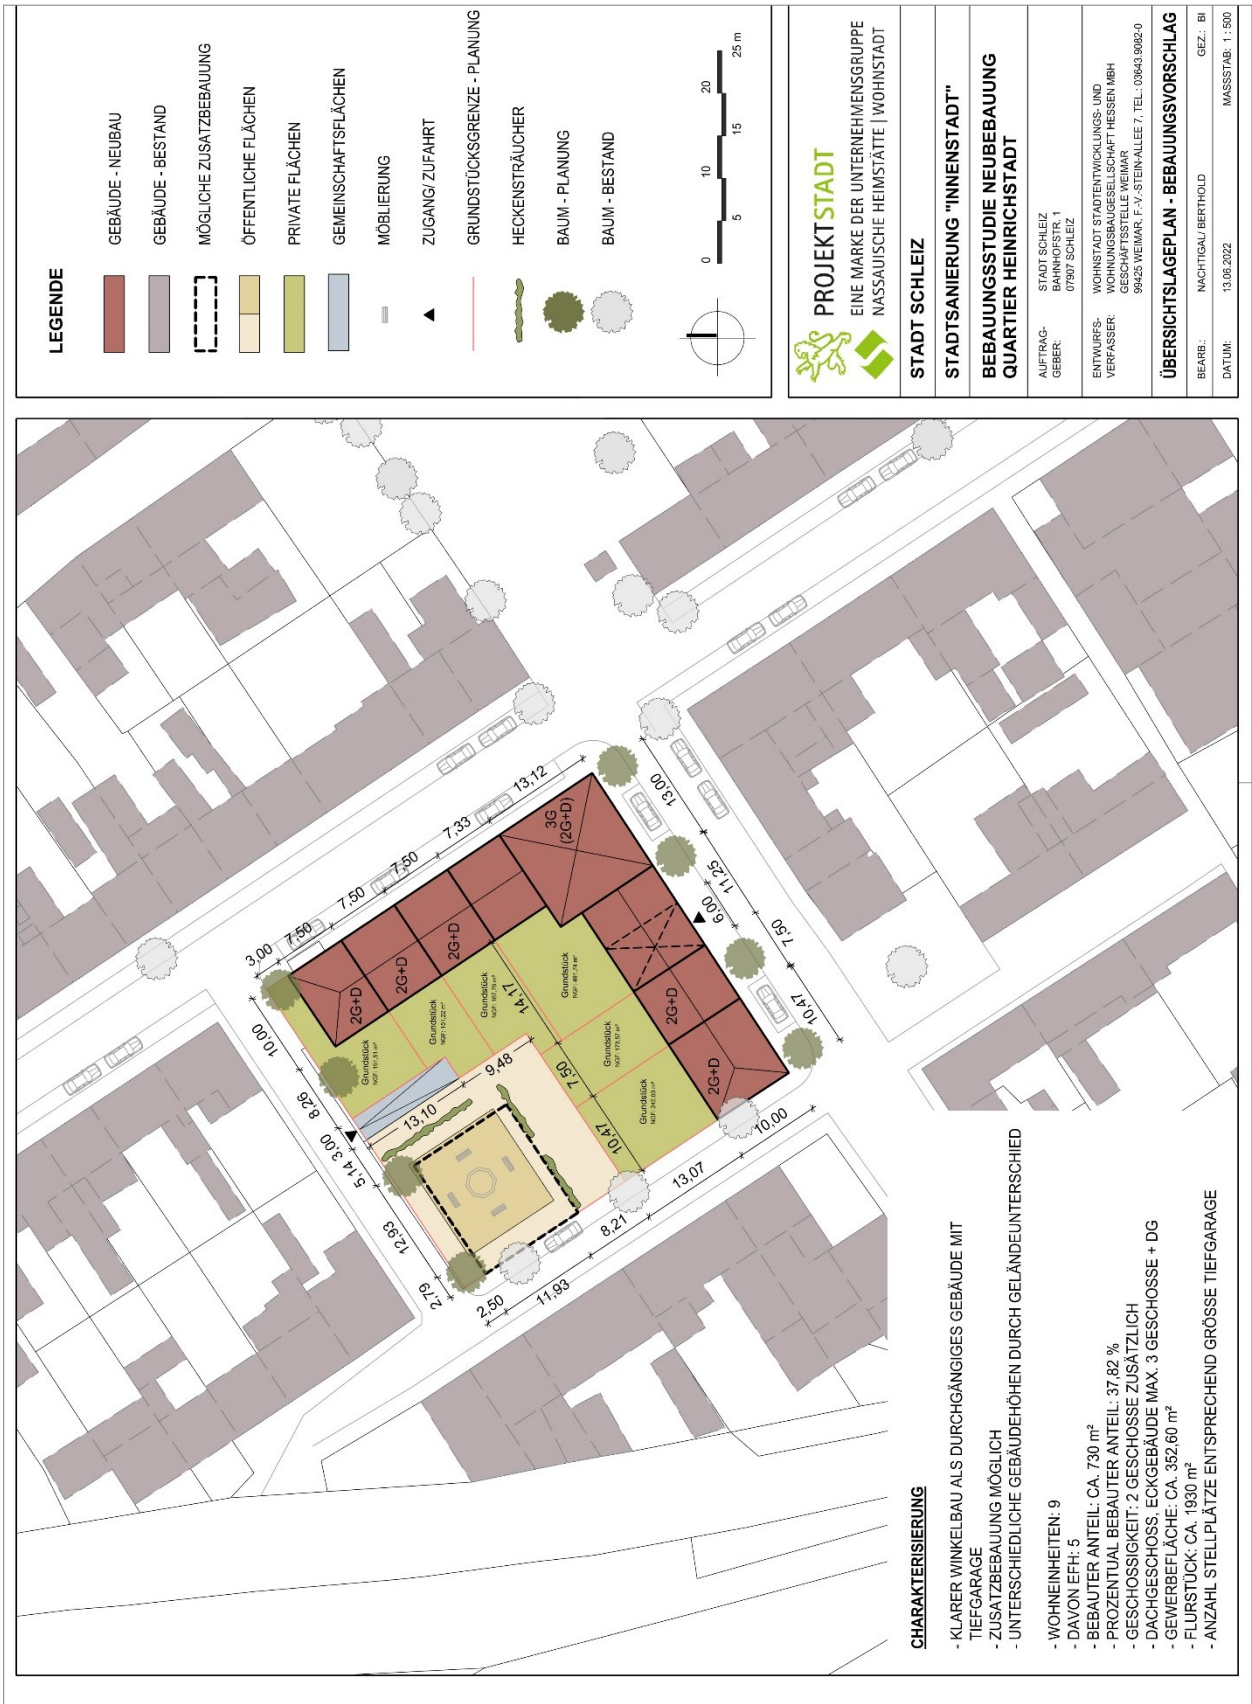 LEGENDE
GEBÄUDE - NEUBAU
GEBÄUDE - BESTAND
MÖGLICHE ZUSATZBEBAUUNG
ÖFFENTLICHE FLÄCHEN
PRIVATE FLÄCHEN
GEMEINSCHAFTSFLÄCHEN
MÖBLIERUNG
ZUGANG/ ZUFAHRT
GRUNDSTÜCKSGRENZE - PLANUNG
HECKENSTRÄUCHER
BAUM - PLANUNG
BAUM - BESTAND
0 5 10 15 20 25 m
PROJEKTSTADT
EINE MARKE DER UNTERNEHMENSGRUPPE
NASSAUISCHE HEIMSTÄTTE | WOHNSTADT
STADT SCHLEIZ
STADTSANIERUNG "INNENSTADT"
BEBAUUNGSSTUDIE NEUBEBAUUNG
QUARTIER HEINRICHSTADT
AUFTRAG-
GEBER:
STADT SCHLEIZ
BAHNHOFSTR. 1
07907 SCHLEIZ
ENTWURFS-
VERFASSER:
WOHNSTADT STADTENTWICKLUNGS- UND
WOHNUNGSBAUGESELLSCHAFT HESSEN MBH
GESCHÄFTSSTELLE WEIMAR
99425 WEIMAR, F.-V.-STEIN-ALLEE 7, TEL.: 03643.9082-0
ÜBERSICHTSLAGEPLAN - BEBAUUNGSVORSCHLAG
BEARB.: NACHTIGAL/ BERTHOLD GEZ.: BI
DATUM: 13.06.2022 MASSSTAB: 1 : 500
3,00
7,50
7,50
7,50
7,33
13,12
10,00
8,26
3,00
5,14
12,93
2,79
2,50
11,93
8,21
13,07
10,00
10,47
7,50
6,00
11,25
13,00
13,10
9,48
14,17
7,50
10,47
2G+D
2G+D
2G+D
3G
(2G+D)
2G+D
2G+D
Grundstück
Grundstück
Grundstück
Grundstück
Grundstück
Grundstück
CHARAKTERISIERUNG
- KLARER WINKELBAU ALS DURCHGÄNGIGES GEBÄUDE MIT
TIEFGARAGE
- ZUSATZBEBAUUNG MÖGLICH
- UNTERSCHIEDLICHE GEBÄUDEHÖHEN DURCH GELÄNDEUNTERSCHIED
- WOHNEINHEITEN: 9
- DAVON EFH: 5
- BEBAUTER ANTEIL: CA. 730 m²
- PROZENTUAL BEBAUTER ANTEIL: 37,82 %
- GESCHOSSIGKEIT: 2 GESCHOSSE ZUSÄTZLICH
- DACHGESCHOSS, ECKGEBÄUDE MAX. 3 GESCHOSSE + DG
- GEWERBEFLÄCHE: CA. 352,60 m²
- FLURSTÜCK: CA. 1930 m²
- ANZAHL STELLPLÄTZE ENTSPRECHEND GRÖSSE TIEFGARAGE